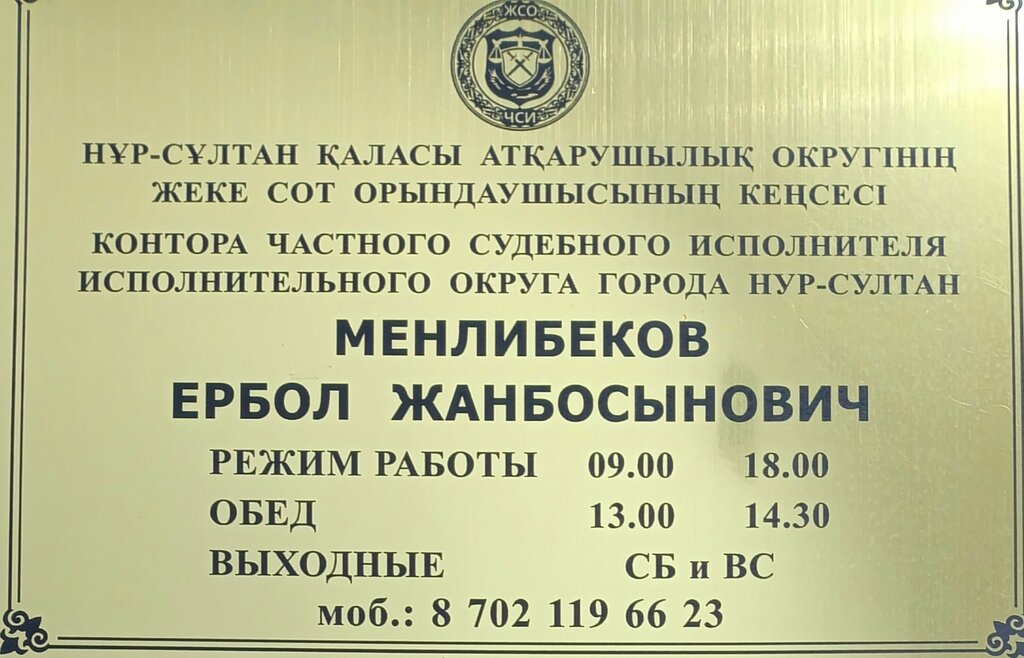 ЖСО
ЧСИ
НҰР-СҰЛТАН ҚАЛАСЫ АТҚАРУШЫЛЫҚ ОКРУГІНІҢ
ЖЕКЕ СОТ ОРЫНДАУШЫСЫНЫҢ КЕҢСЕСІ
КОНТОРА ЧАСТНОГО СУДЕБНОГО ИСПОЛНИТЕЛЯ
ИСПОЛНИТЕЛЬНОГО ОКРУГА ГОРОДА НУР-СУЛТАН
МЕНЛИБЕКОВ
ЕРБОЛ ЖАНБОСЫНОВИЧ
РЕЖИМ РАБОТЫ 09.00 18.00
ОБЕД 13.00 14.30
ВЫХОДНЫЕ СБ и ВС
моб.: 8 702 119 66 23